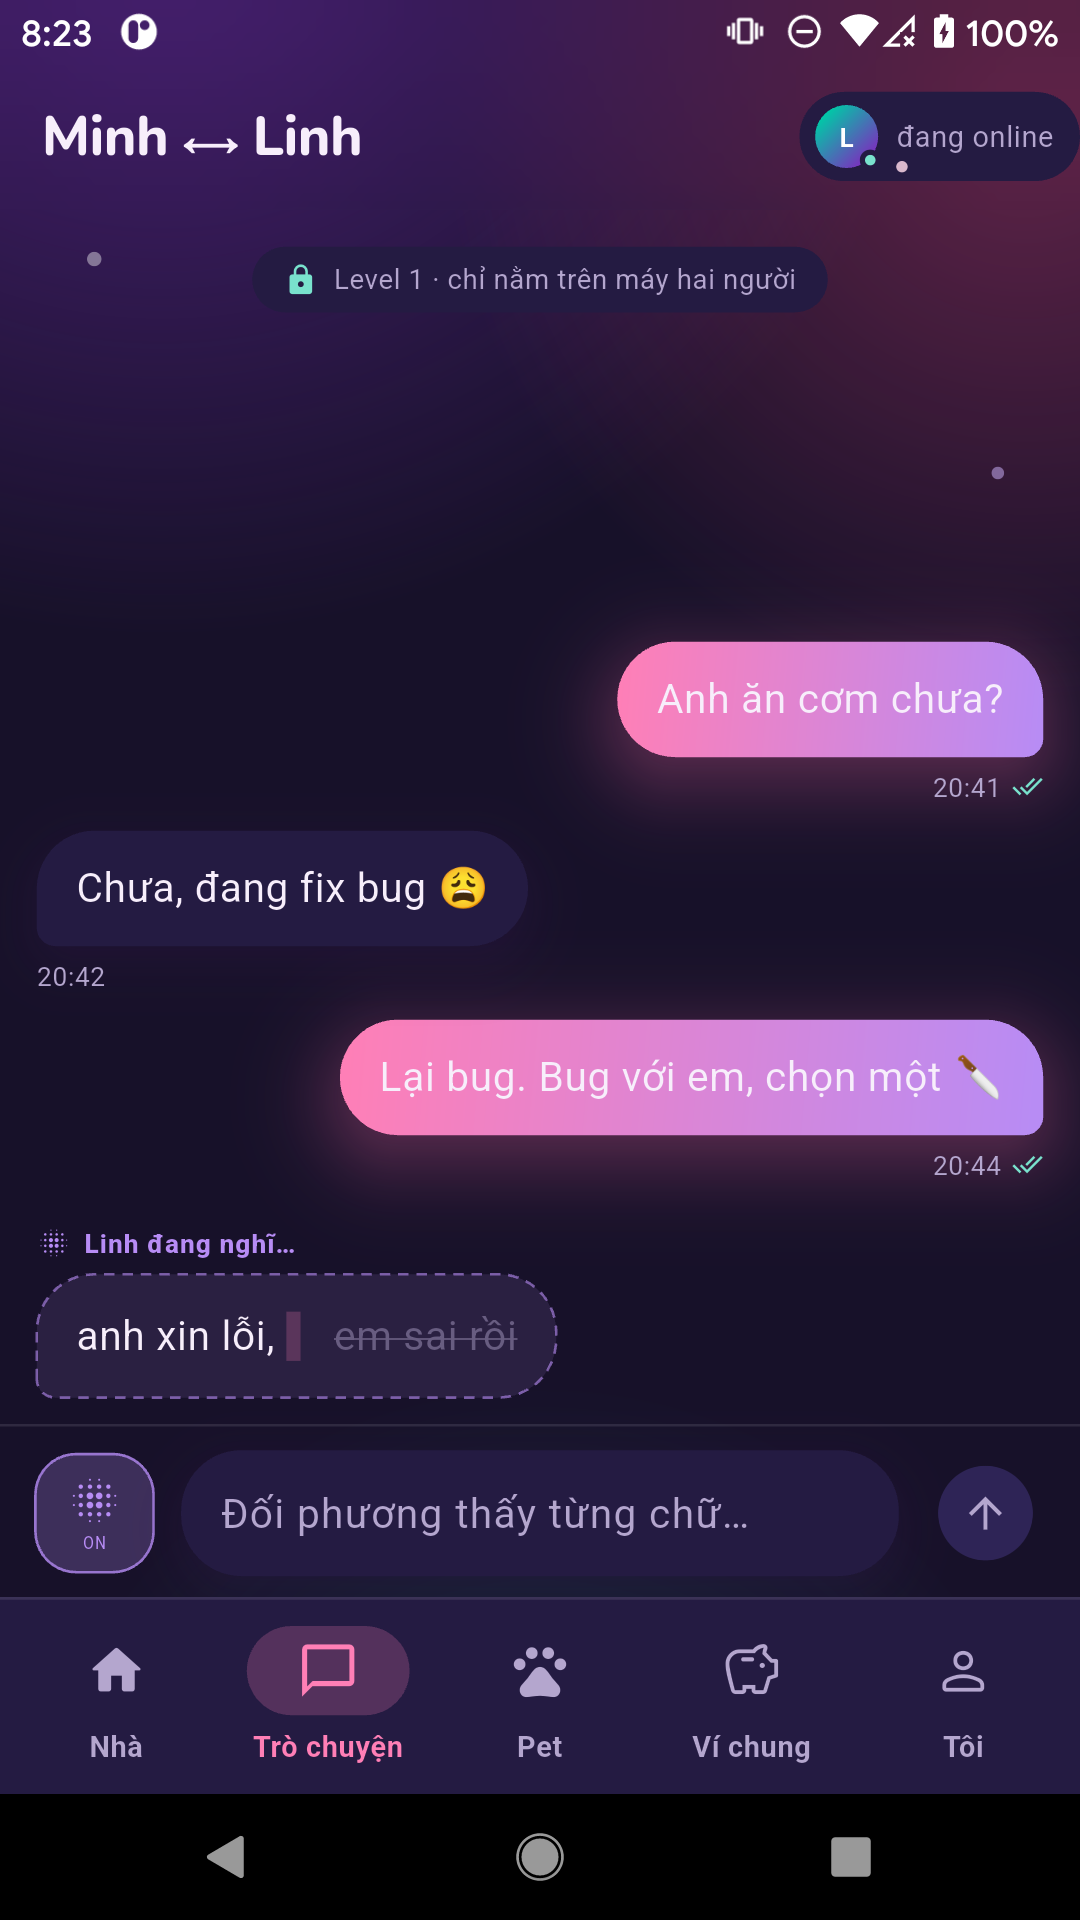 8:23
100%
Minh ↔ Linh
L
đang online
Level 1 · chỉ nằm trên máy hai người
Anh ăn cơm chưa?
20:41
Chưa, đang fix bug 😩
20:42
Lại bug. Bug với em, chọn một 🔪
20:44
Linh đang nghĩ…
anh xin lỗi, em sai rồi
ON
Đối phương thấy từng chữ…
Nhà
Trò chuyện
Pet
Ví chung
Tôi